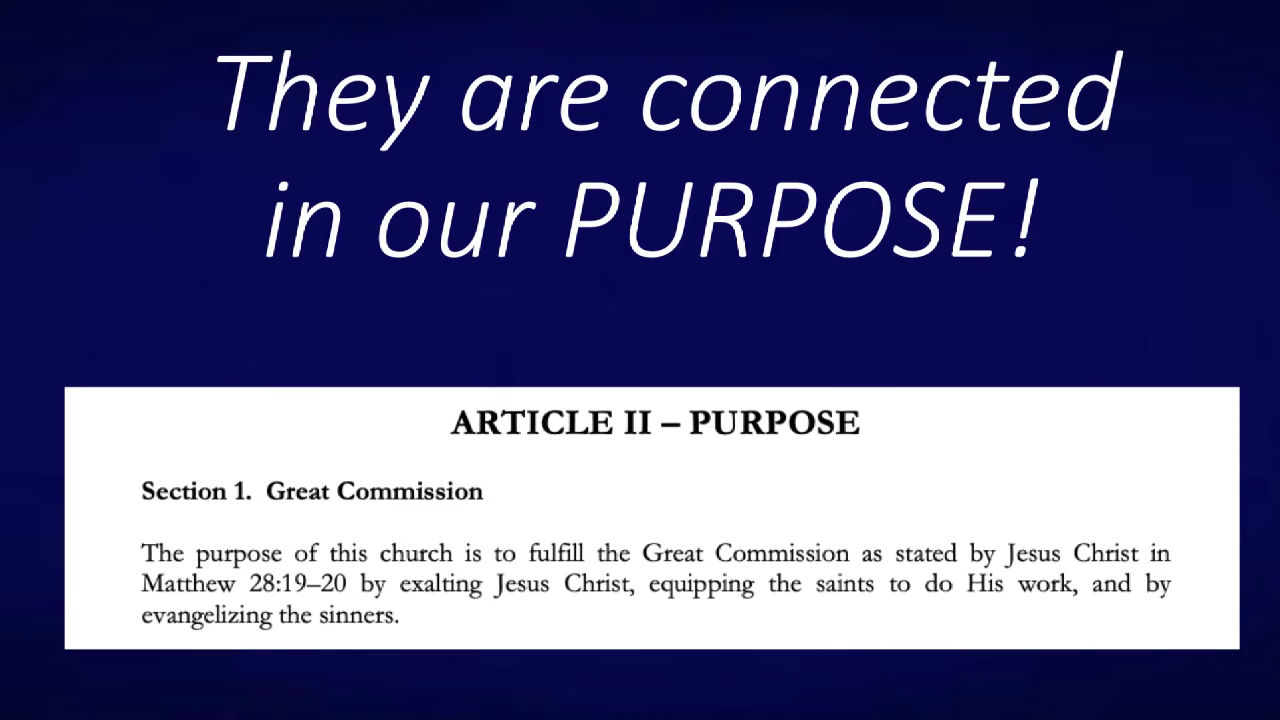 They are connected
in our PURPOSE!
ARTICLE II – PURPOSE
Section 1. Great Commission
The purpose of this church is to fulfill the Great Commission as stated by Jesus Christ in
Matthew 28:19–20 by exalting Jesus Christ, equipping the saints to do His work, and by
evangelizing the sinners.